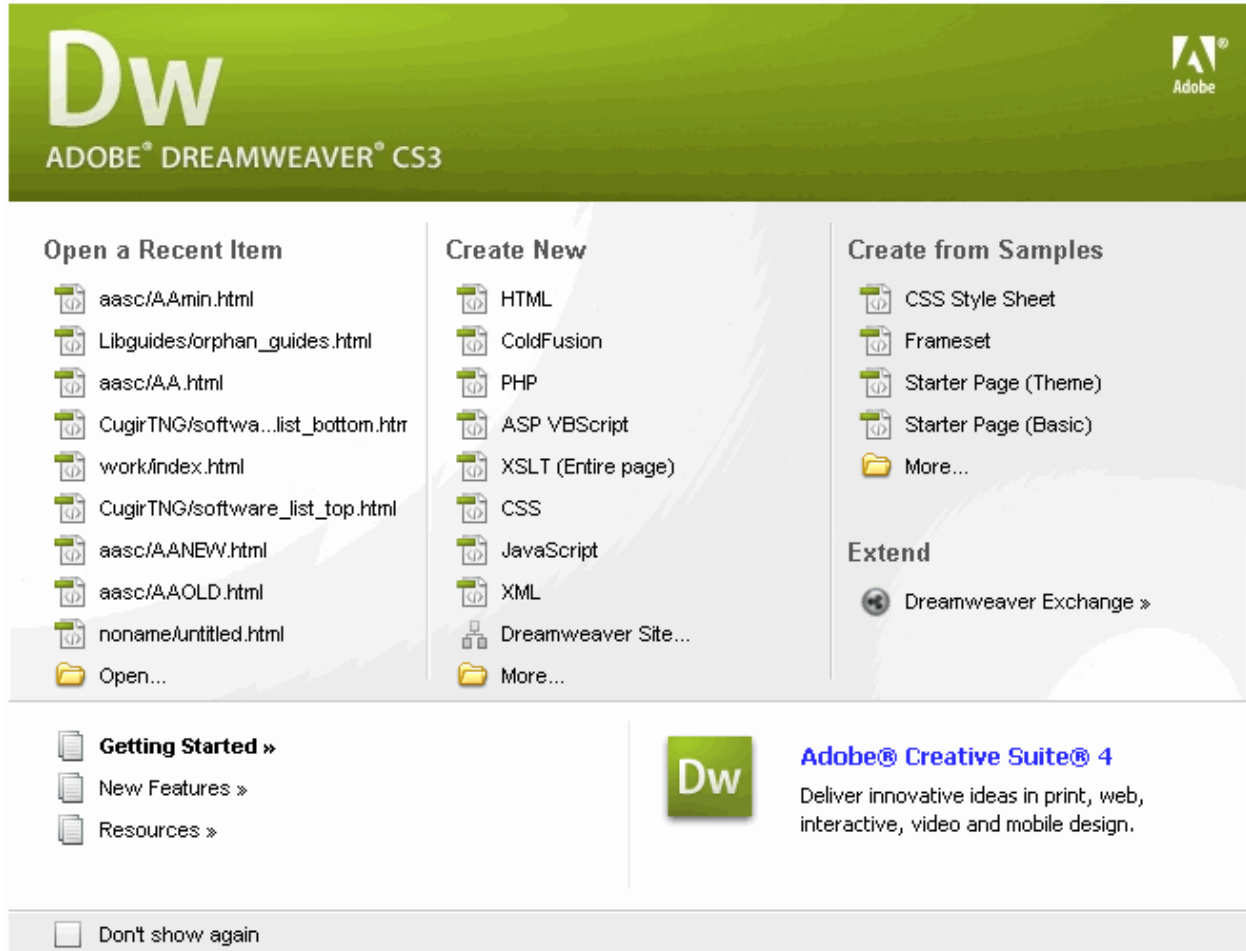 Dw
ADOBE® DREAMWEAVER® CS3
Adobe®
Open a Recent Item
aasc/AAmin.html
Libguides/orphan_guides.html
aasc/AA.html
CugirTNG/softwa...list_bottom.htm
work/index.html
CugirTNG/software_list_top.html
aasc/AANEW.html
aasc/AAOLD.html
noname/untitled.html
Open...
Create New
HTML
ColdFusion
PHP
ASP VBScript
XSLT (Entire page)
CSS
JavaScript
XML
Dreamweaver Site...
More...
Create from Samples
CSS Style Sheet
Frameset
Starter Page (Theme)
Starter Page (Basic)
More...
Extend
Dreamweaver Exchange »
Getting Started »
New Features »
Resources »
Dw
Adobe® Creative Suite® 4
Deliver innovative ideas in print, web,
interactive, video and mobile design.
Don't show again